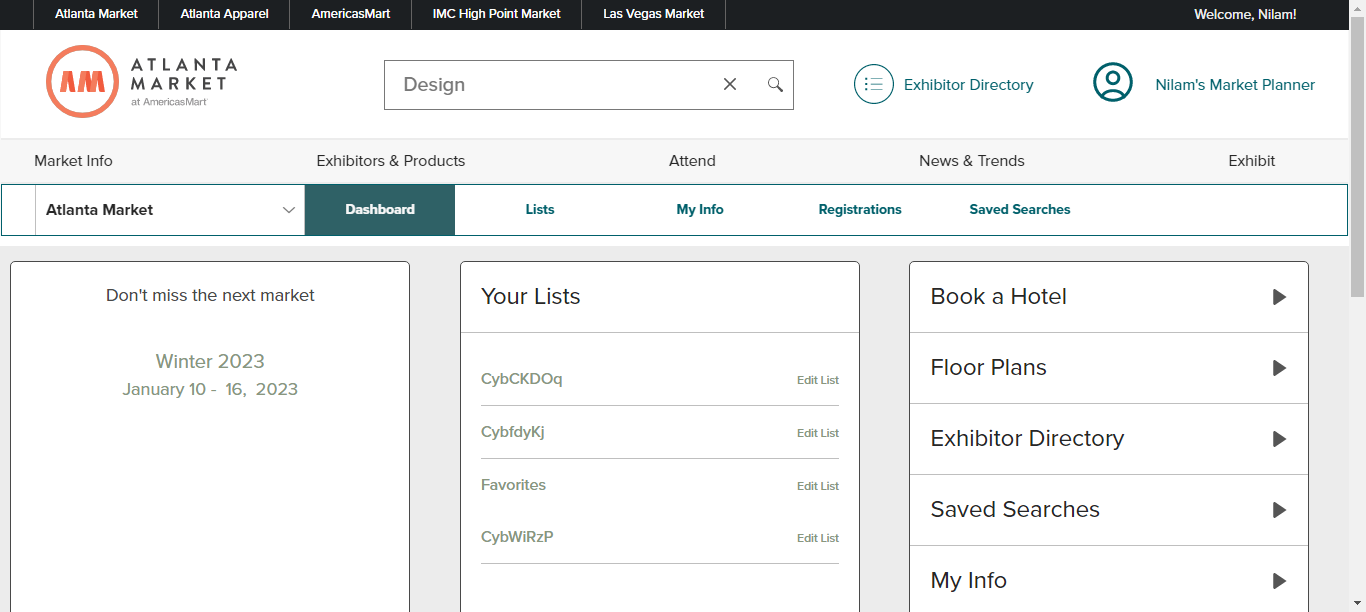 Atlanta Market
Atlanta Apparel
AmericasMart
IMC High Point Market
Las Vegas Market
Welcome, Nilam!
AM
ATLANTA
MARKET
at AmericasMart
Design
Exhibitor Directory
Nilam's Market Planner
Market Info
Exhibitors & Products
Attend
News & Trends
Exhibit
Atlanta Market
Dashboard
Lists
My Info
Registrations
Saved Searches
Don't miss the next market
Winter 2023
January 10 - 16, 2023
Your Lists
CybCKDOq
Edit List
CybfdyKj
Edit List
Favorites
Edit List
CybWiRzP
Edit List
Book a Hotel
Floor Plans
Exhibitor Directory
Saved Searches
My Info